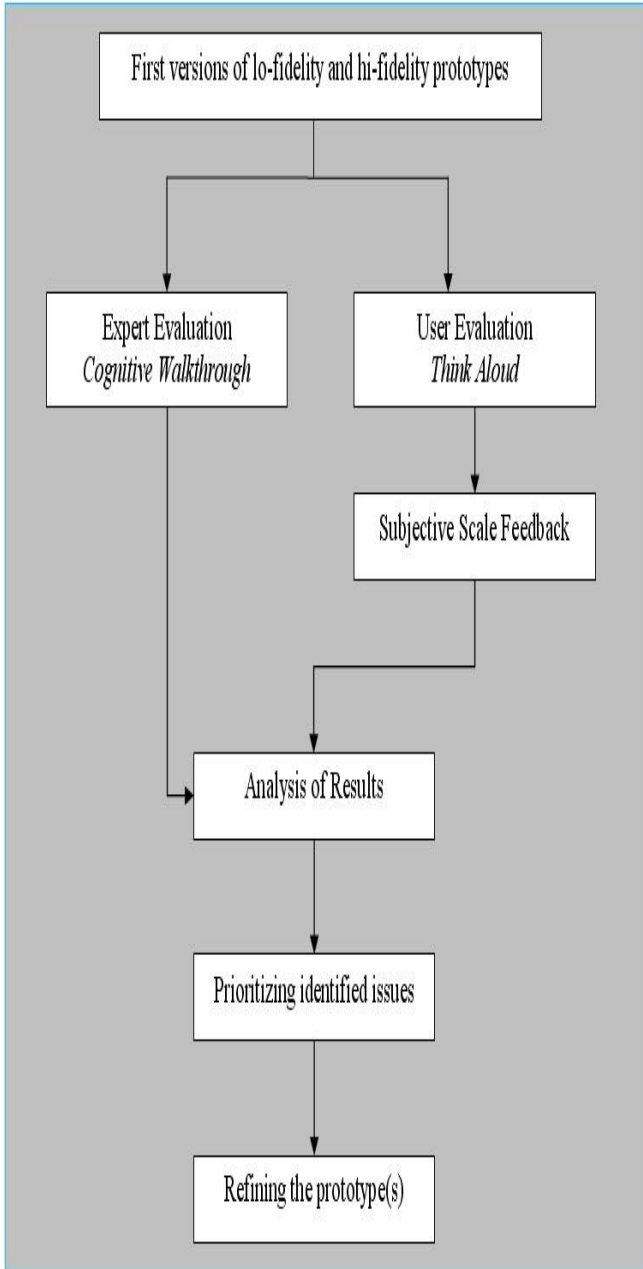 First versions of lo-fidelity and hi-fidelity prototypes
Expert Evaluation
Cognitive Walkthrough
User Evaluation
Think Aloud
Subjective Scale Feedback
Analysis of Results
Prioritizing identified issues
Refining the prototype(s)